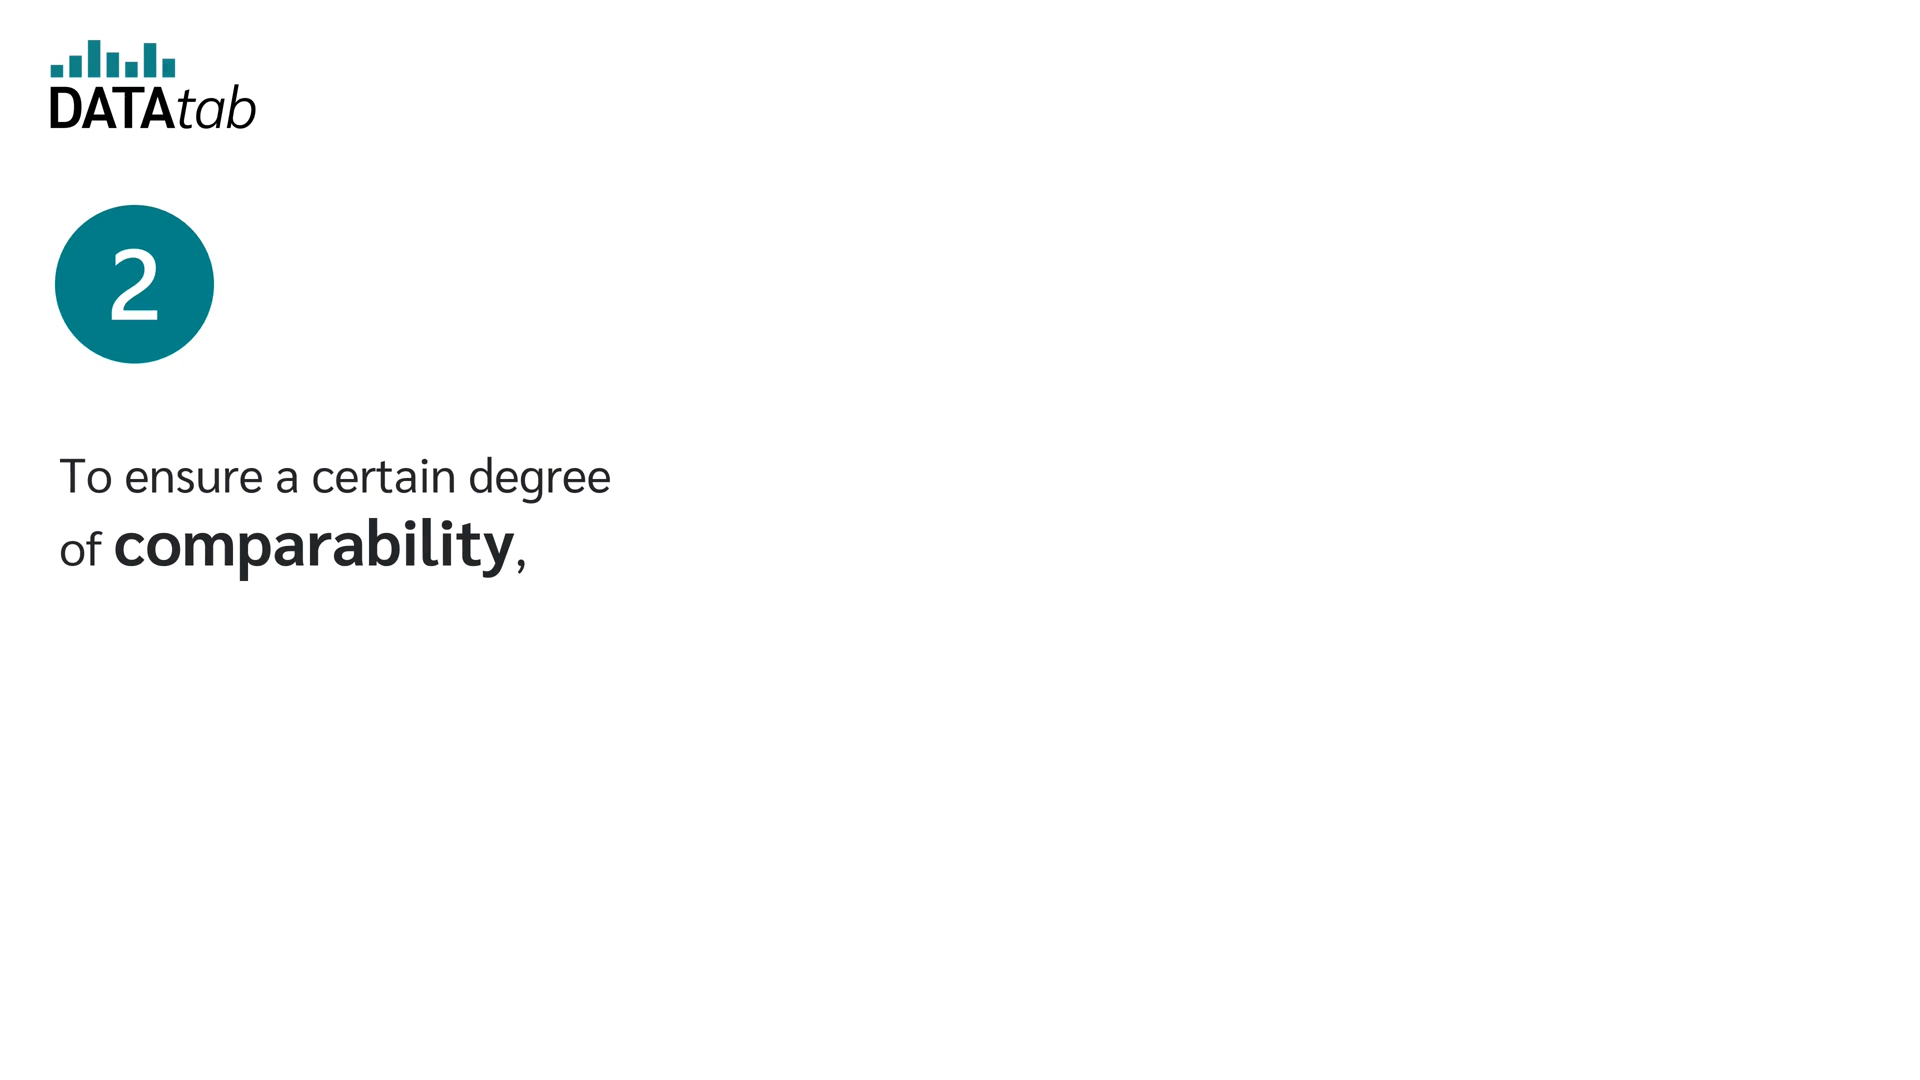 DATAtab
2
To ensure a certain degree
of comparability,